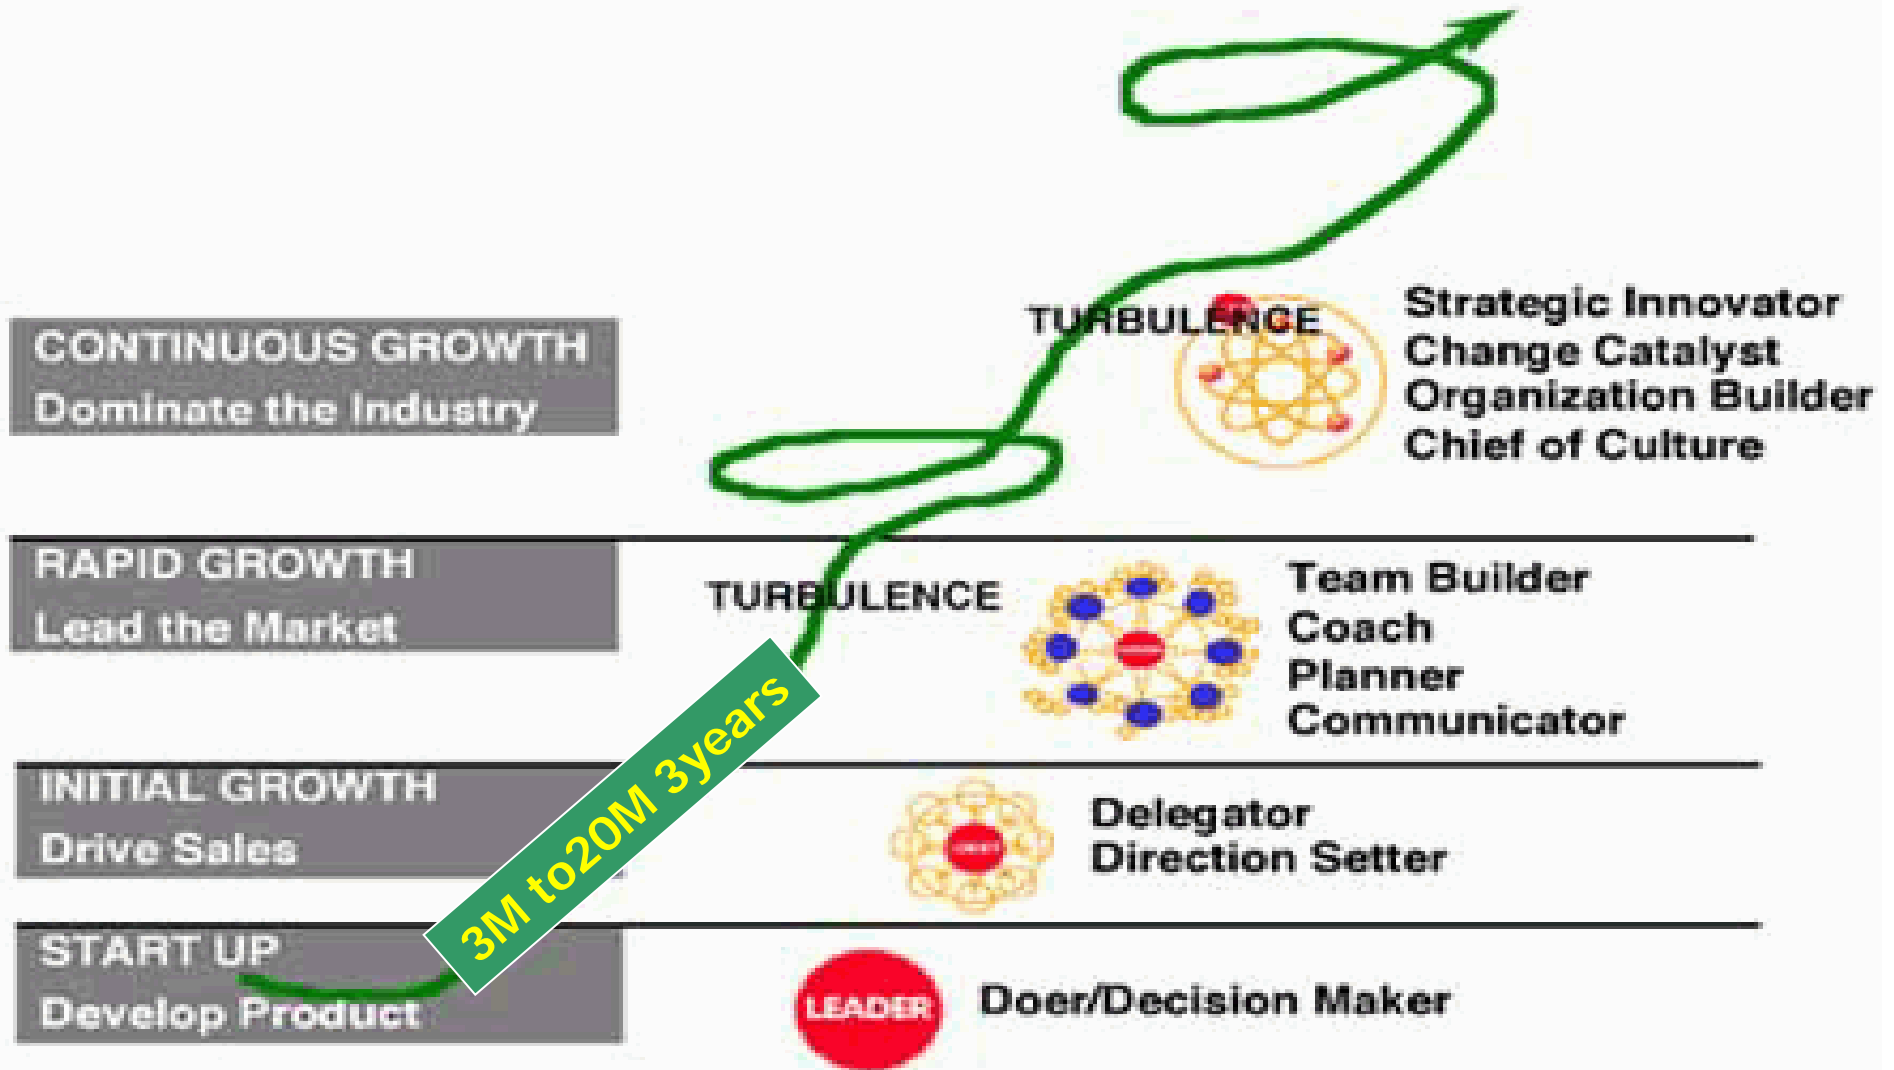 TURBULENCE
CONTINUOUS GROWTH
Dominate the Industry
Strategic Innovator
Change Catalyst
Organization Builder
Chief of Culture
RAPID GROWTH
Lead the Market
TURBULENCE
Team Builder
Coach
Planner
Communicator
3M to20M 3years
INITIAL GROWTH
Drive Sales
Delegator
Direction Setter
START UP
Develop Product
LEADER
Doer/Decision Maker